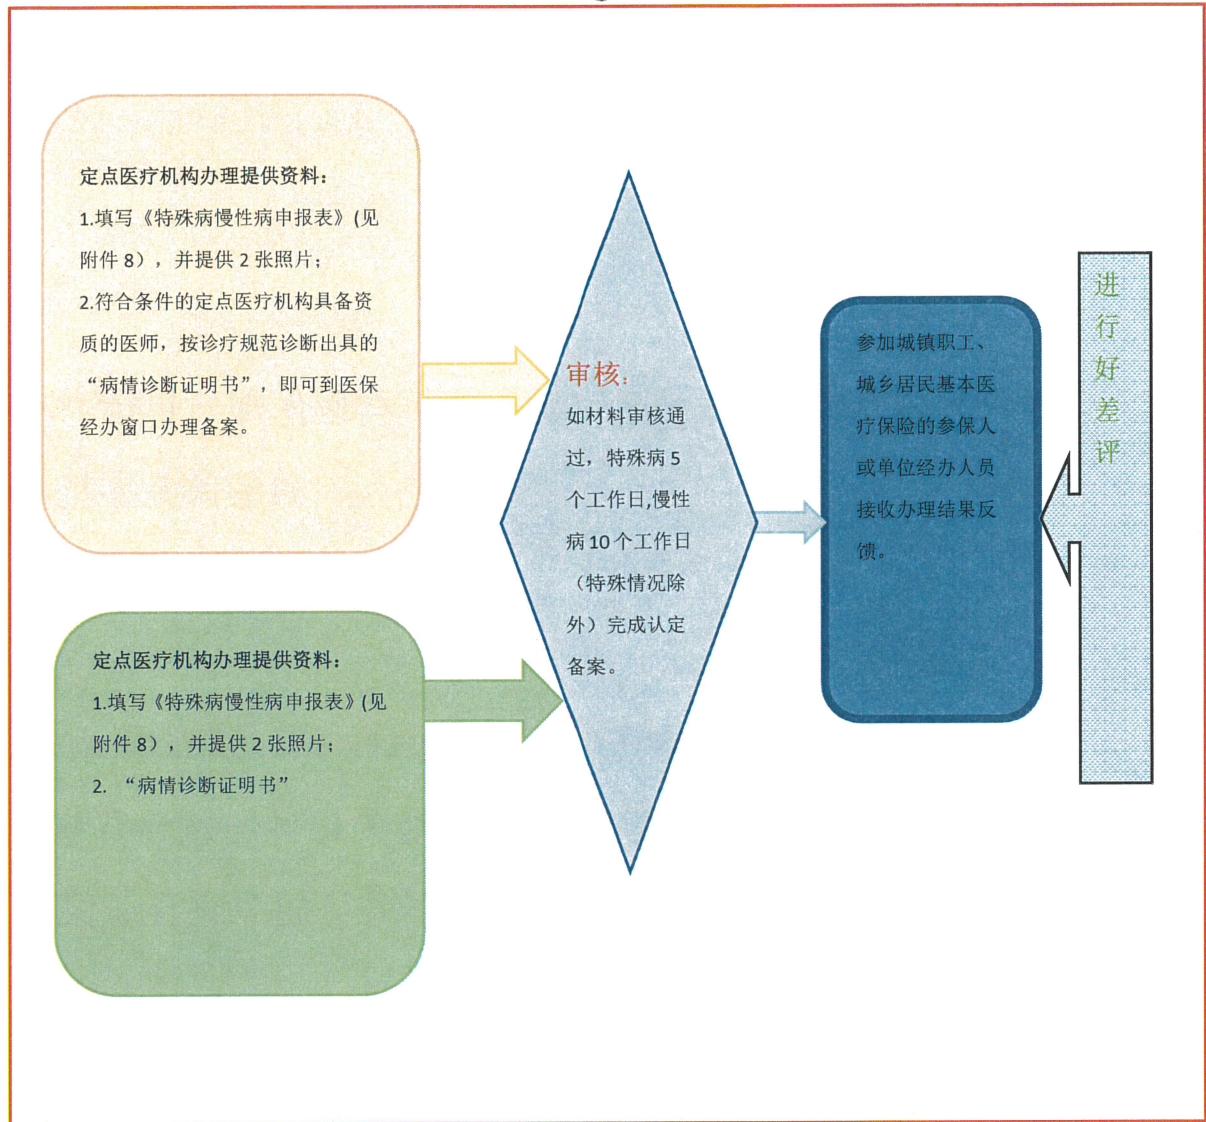 定点医疗机构办理提供资料：
1.填写《特殊病慢性病申报表》(见
附件 8），并提供 2 张照片；
2.符合条件的定点医疗机构具备资
质的医师，按诊疗规范诊断出具的
“病情诊断证明书”，即可到医保
经办窗口办理备案。
定点医疗机构办理提供资料：
1.填写《特殊病慢性病申报表》(见
附件 8），并提供 2 张照片；
2. “病情诊断证明书”
审核：
如材料审核通
过，特殊病 5
个工作日,慢性
病 10 个工作日
（特殊情况除
外）完成认定
备案。
参加城镇职工、
城乡居民基本医
疗保险的参保人
或单位经办人员
接收办理结果反
馈。
进
行
好
差
评